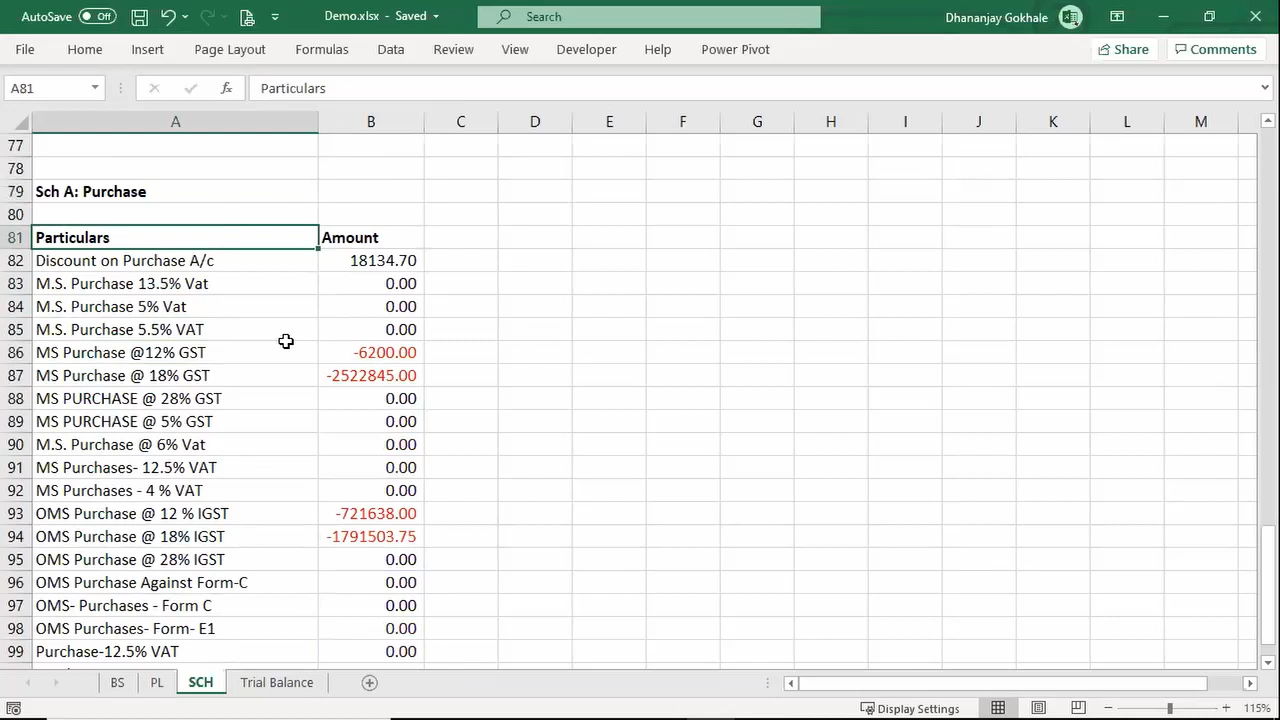 AutoSave Off Demo.xlsx - Saved Search Dhananjay Gokhale
File Home Insert Page Layout Formulas Data Review View Developer Help Power Pivot Share Comments
A81 fx Particulars
A B C D E F G H I J K L M
77
78
79 Sch A: Purchase
80
81 Particulars Amount
82 Discount on Purchase A/c 18134.70
83 M.S. Purchase 13.5% Vat 0.00
84 M.S. Purchase 5% Vat 0.00
85 M.S. Purchase 5.5% VAT 0.00
86 MS Purchase @12% GST -6200.00
87 MS Purchase @ 18% GST -2522845.00
88 MS PURCHASE @ 28% GST 0.00
89 MS PURCHASE @ 5% GST 0.00
90 M.S. Purchase @ 6% Vat 0.00
91 MS Purchases- 12.5% VAT 0.00
92 MS Purchases - 4 % VAT 0.00
93 OMS Purchase @ 12 % IGST -721638.00
94 OMS Purchase @ 18% IGST -1791503.75
95 OMS Purchase @ 28% IGST 0.00
96 OMS Purchase Against Form-C 0.00
97 OMS- Purchases - Form C 0.00
98 OMS Purchases- Form- E1 0.00
99 Purchase-12.5% VAT 0.00
BS PL SCH Trial Balance
Display Settings 115%